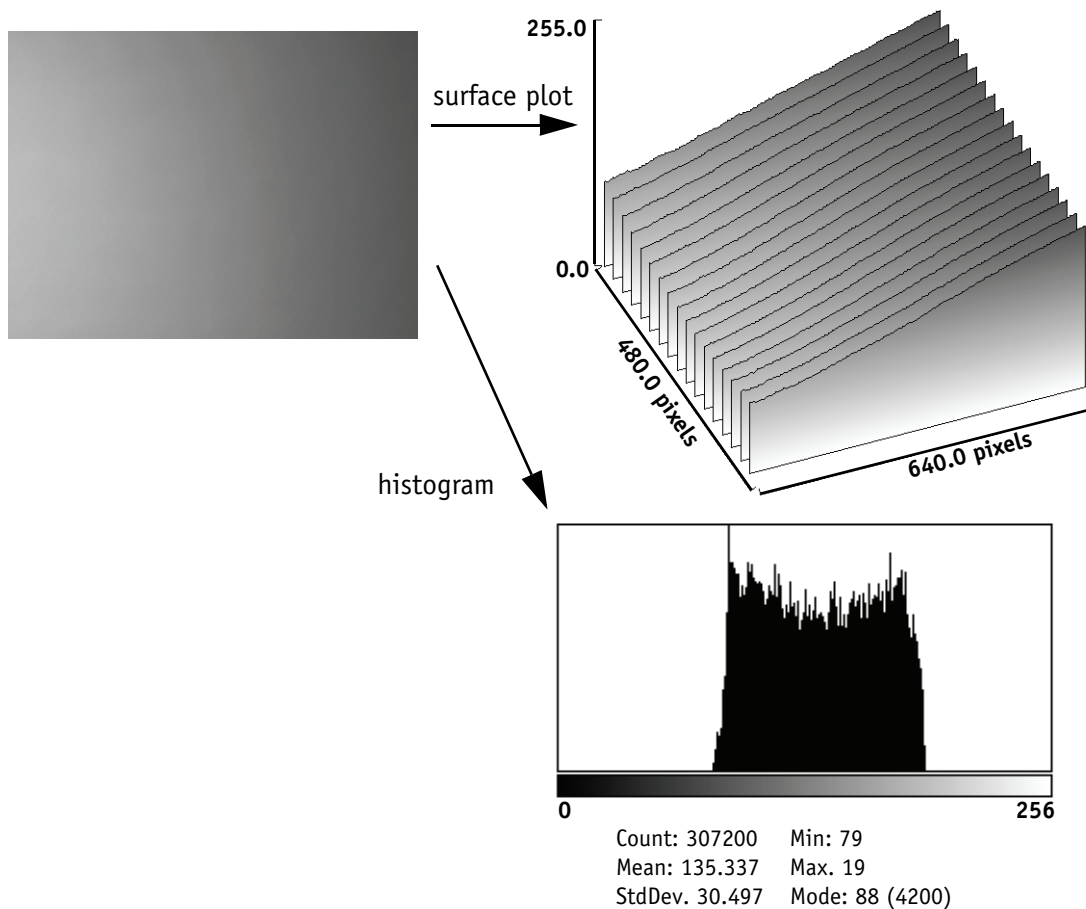 255.0
surface plot
0.0
480.0 pixels
640.0 pixels
histogram
0
256
Count: 307200 Min: 79
Mean: 135.337 Max. 19
StdDev. 30.497 Mode: 88 (4200)